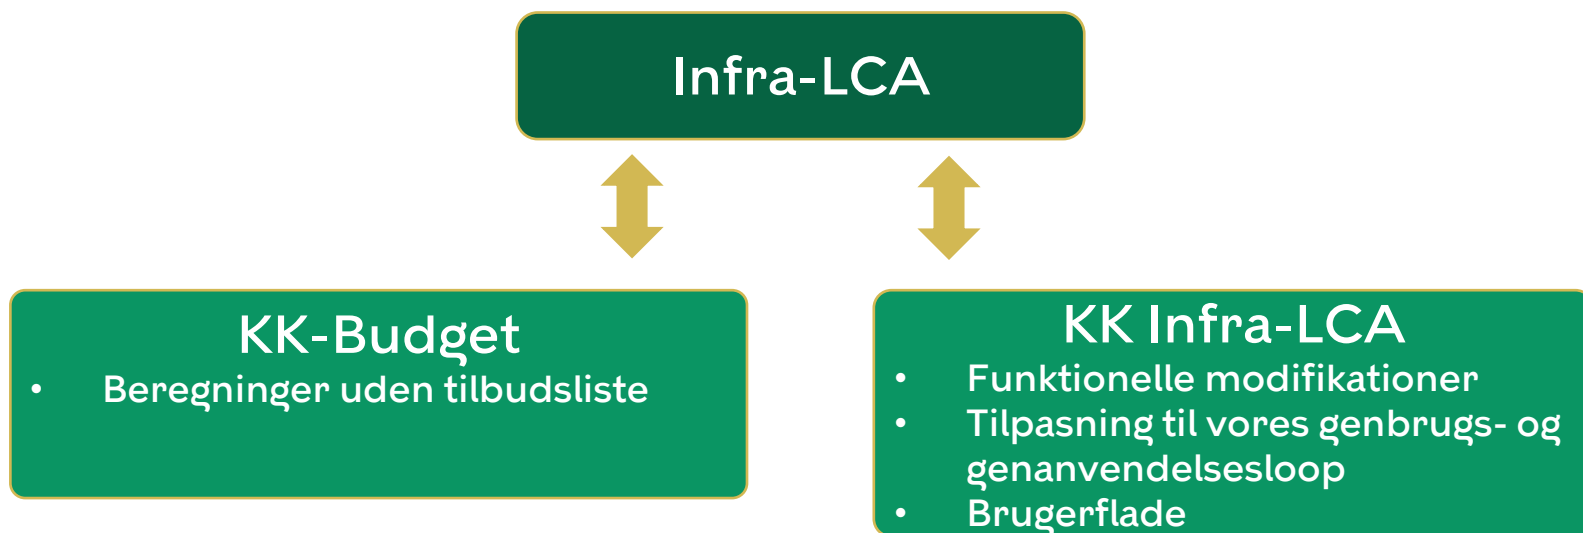 Infra-LCA
KK-Budget
• Beregninger uden tilbudsliste
KK Infra-LCA
• Funktionelle modifikationer
• Tilpasning til vores genbrugs- og
genanvendelsesloop
• Brugerflade